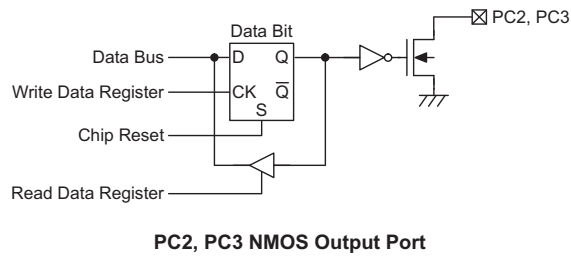 PC2, PC3
Data Bit
Data Bus
D
Q
Write Data Register
CK
Q̅
S
Chip Reset
Read Data Register
PC2, PC3 NMOS Output Port